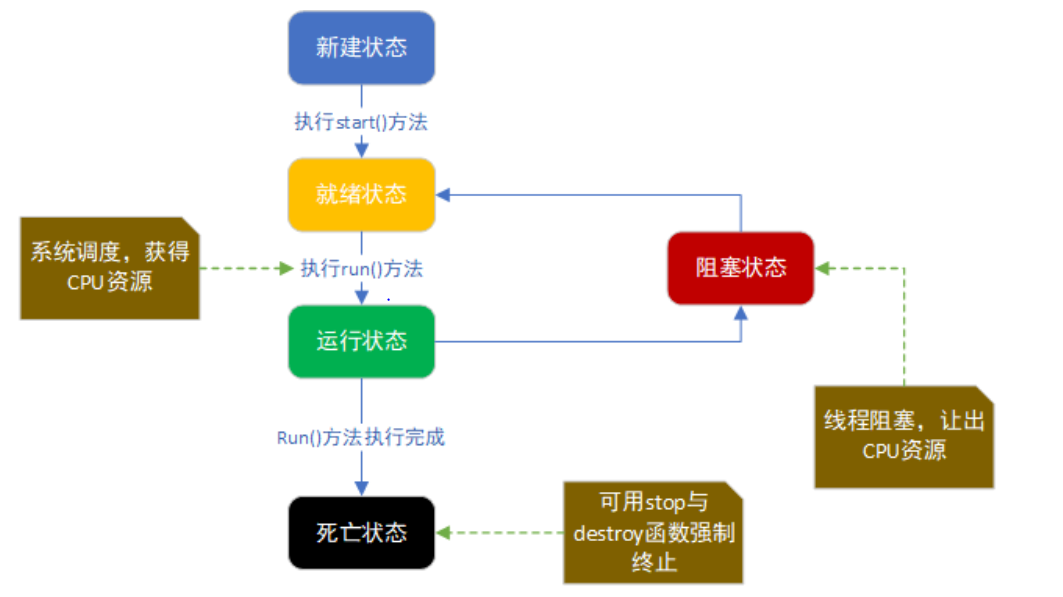 新建状态
执行start()方法
就绪状态
系统调度，获得
CPU资源
执行run()方法
阻塞状态
运行状态
线程阻塞，让出
CPU资源
Run()方法执行完成
可用stop与
destroy函数强制
终止
死亡状态